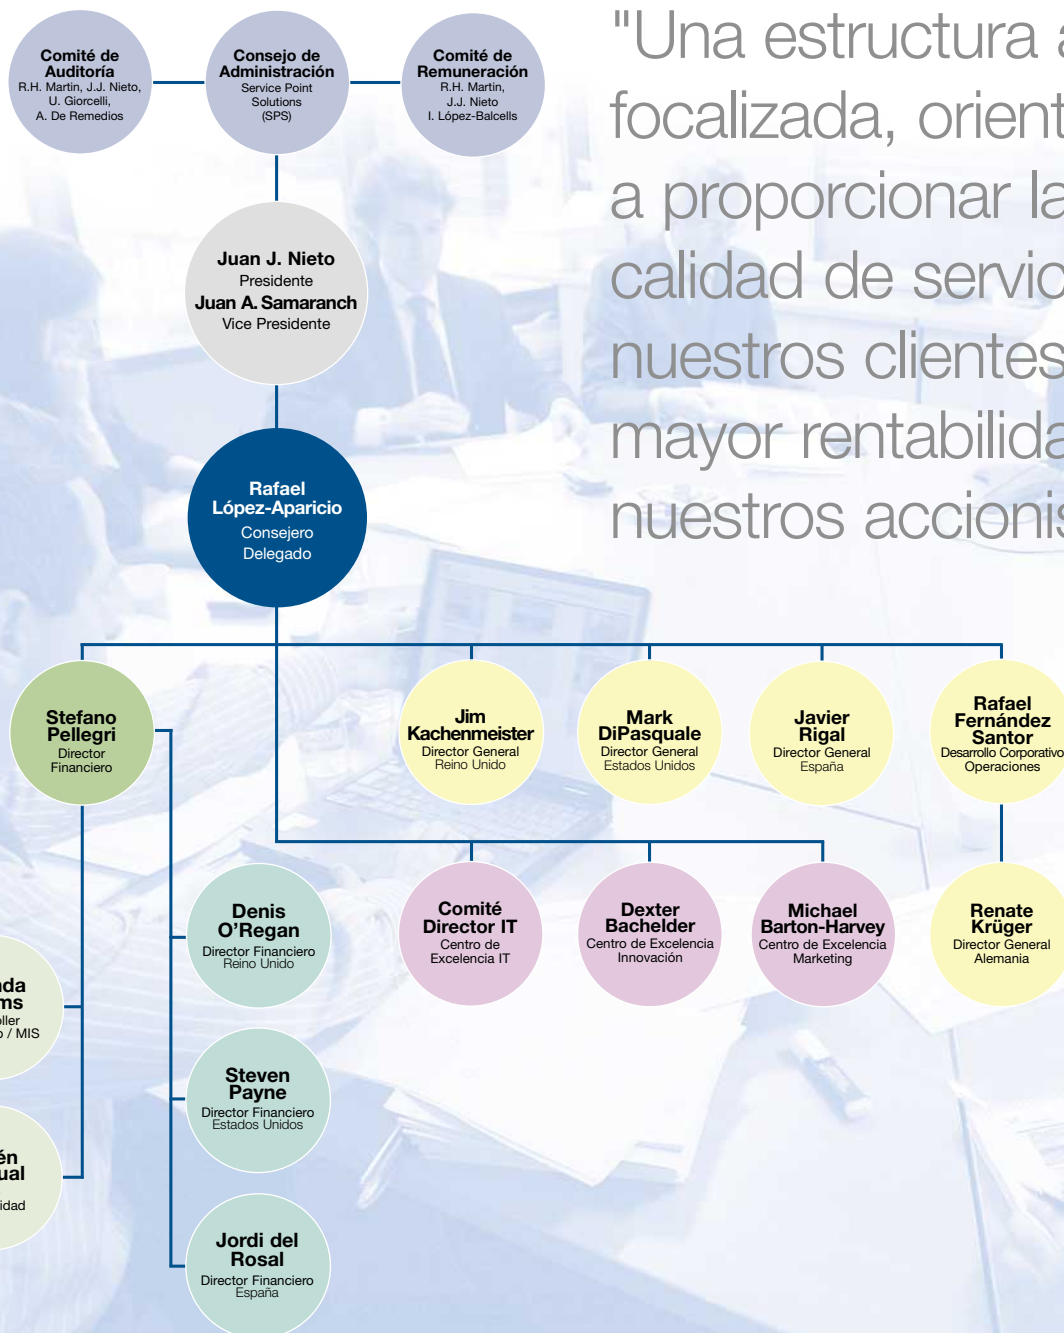 Comité de
Auditoría
R.H. Martin, J.J. Nieto,
U. Giorcelli,
A. De Remedios
Consejo de
Administración
Service Point
Solutions
(SPS)
Comité de
Remuneración
R.H. Martin,
J.J. Nieto
I. López-Balcells
"Una estructura
focalizada,
a proporcionar
calidad de
nuestros clientes
mayor
nuestros
Juan J. Nieto
Presidente
Juan A. Samaranch
Vice Presidente
Rafael
López-Aparicio
Consejero
Delegado
Stefano
Pellegri
Director
Financiero
Jim
Kachenmeister
Director General
Reino Unido
Mark
DiPasquale
Director General
Estados Unidos
Javier
Rigal
Director General
España
Rafael
Fernández
Santor
Desarrollo Corporativo
Operaciones
Denis
O'Regan
Director Financiero
Reino Unido
Comité
Director IT
Centro de
Excelencia IT
Dexter
Bachelder
Centro de Excelencia
Innovación
Michael
Barton-Harvey
Centro de Excelencia
Marketing
Renate
Krüger
Director General
Alemania
/ MIS
Steven
Payne
Director Financiero
Estados Unidos
Jordi del
Rosal
Director Financiero
España